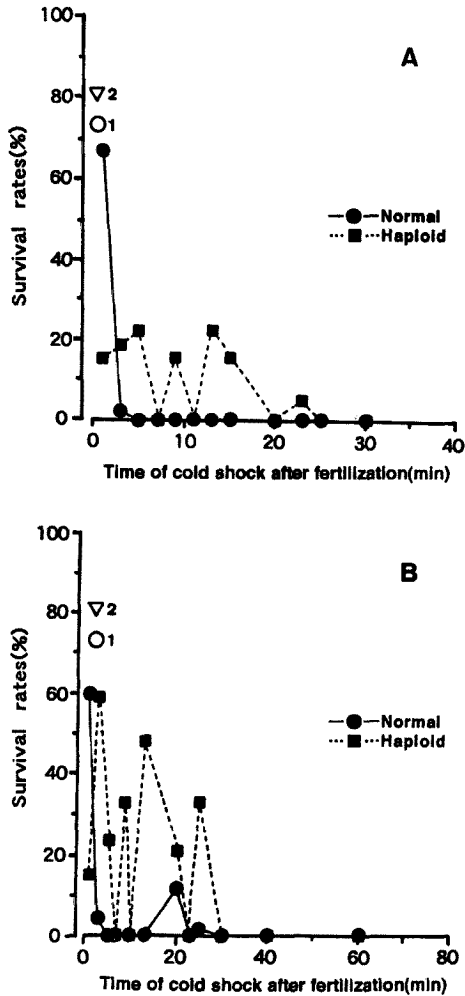 100
A
80
▽2
○1
60
Normal
Haploid
40
20
0
0 10 20 30 40
Survival rates(%)
Time of cold shock after fertilization(min)
100
B
80
▽2
○1
60
Normal
Haploid
40
20
0
0 20 40 60 80
Survival rates(%)
Time of cold shock after fertilization(min)